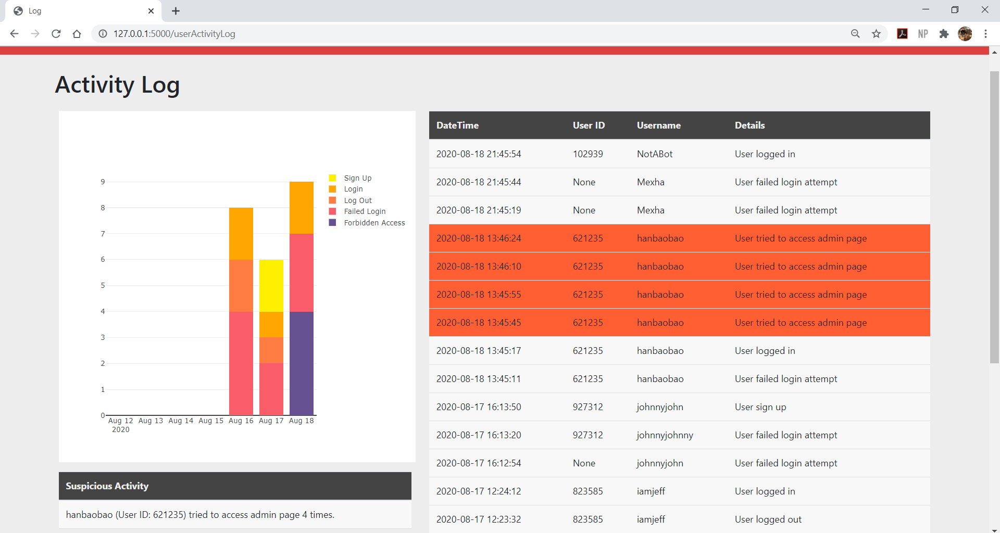 Log
127.0.0.1:5000/userActivityLog
NP
Activity Log
9
8
7
6
5
4
3
2
1
0
Aug 12 Aug 13 Aug 14 Aug 15 Aug 16 Aug 17 Aug 18
2020
Sign Up
Login
Log Out
Failed Login
Forbidden Access
Suspicious Activity
hanbaobao (User ID: 621235) tried to access admin page 4 times.
DateTime User ID Username Details
2020-08-18 21:45:54 102939 NotABot User logged in
2020-08-18 21:45:44 None Mexha User failed login attempt
2020-08-18 21:45:19 None Mexha User failed login attempt
2020-08-18 13:46:24 621235 hanbaobao User tried to access admin page
2020-08-18 13:46:10 621235 hanbaobao User tried to access admin page
2020-08-18 13:45:55 621235 hanbaobao User tried to access admin page
2020-08-18 13:45:45 621235 hanbaobao User tried to access admin page
2020-08-18 13:45:17 621235 hanbaobao User logged in
2020-08-18 13:45:11 621235 hanbaobao User failed login attempt
2020-08-17 16:13:50 927312 johnnyjohn User sign up
2020-08-17 16:13:20 927312 johnnyjohnny User failed login attempt
2020-08-17 16:12:54 None johnnyjohn User failed login attempt
2020-08-17 12:24:12 823585 iamjeff User logged in
2020-08-17 12:23:32 823585 iamjeff User logged out